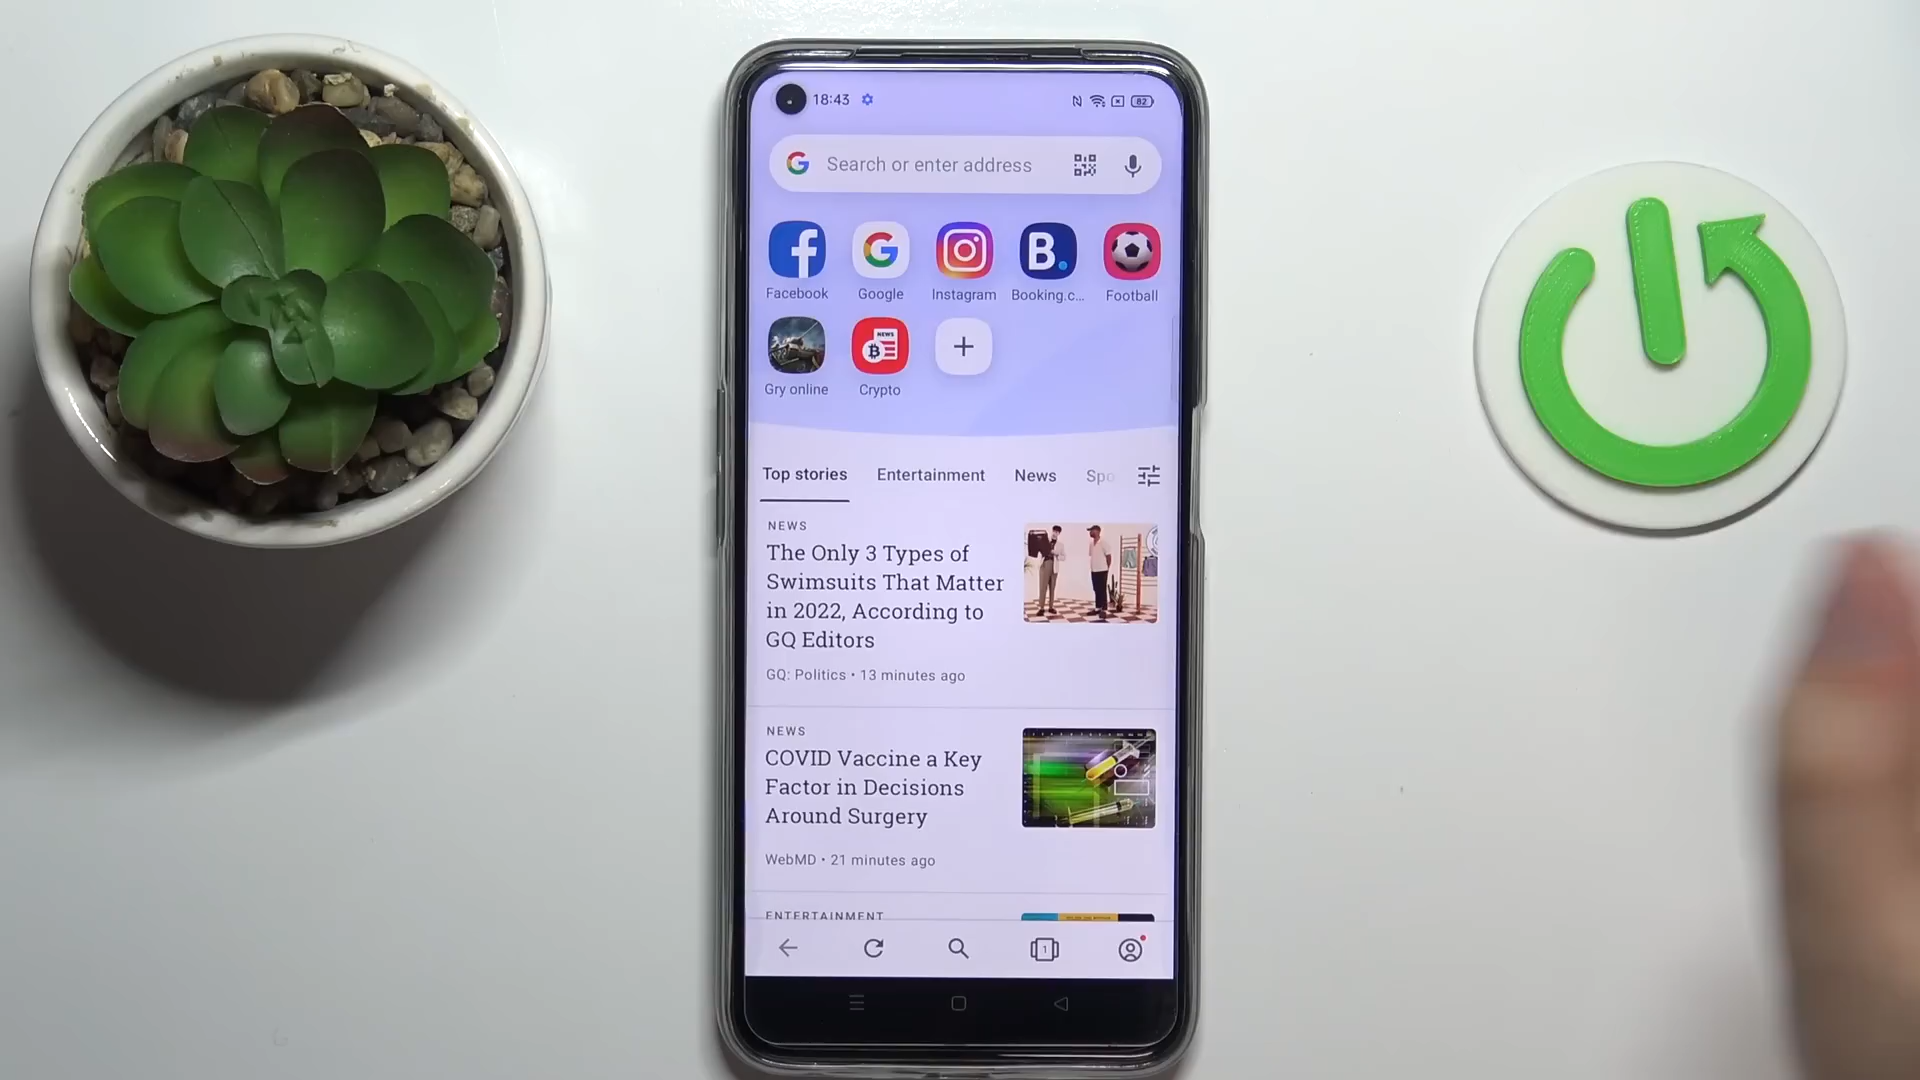 18:43
82
Search or enter address
Facebook
Google
Instagram
Booking.c...
Football
Gry online
Crypto
Top stories
Entertainment
News
Spo
NEWS
The Only 3 Types of
Swimsuits That Matter
in 2022, According to
GQ Editors
GQ: Politics • 13 minutes ago
NEWS
COVID Vaccine a Key
Factor in Decisions
Around Surgery
WebMD • 21 minutes ago
ENTERTAINMENT
1